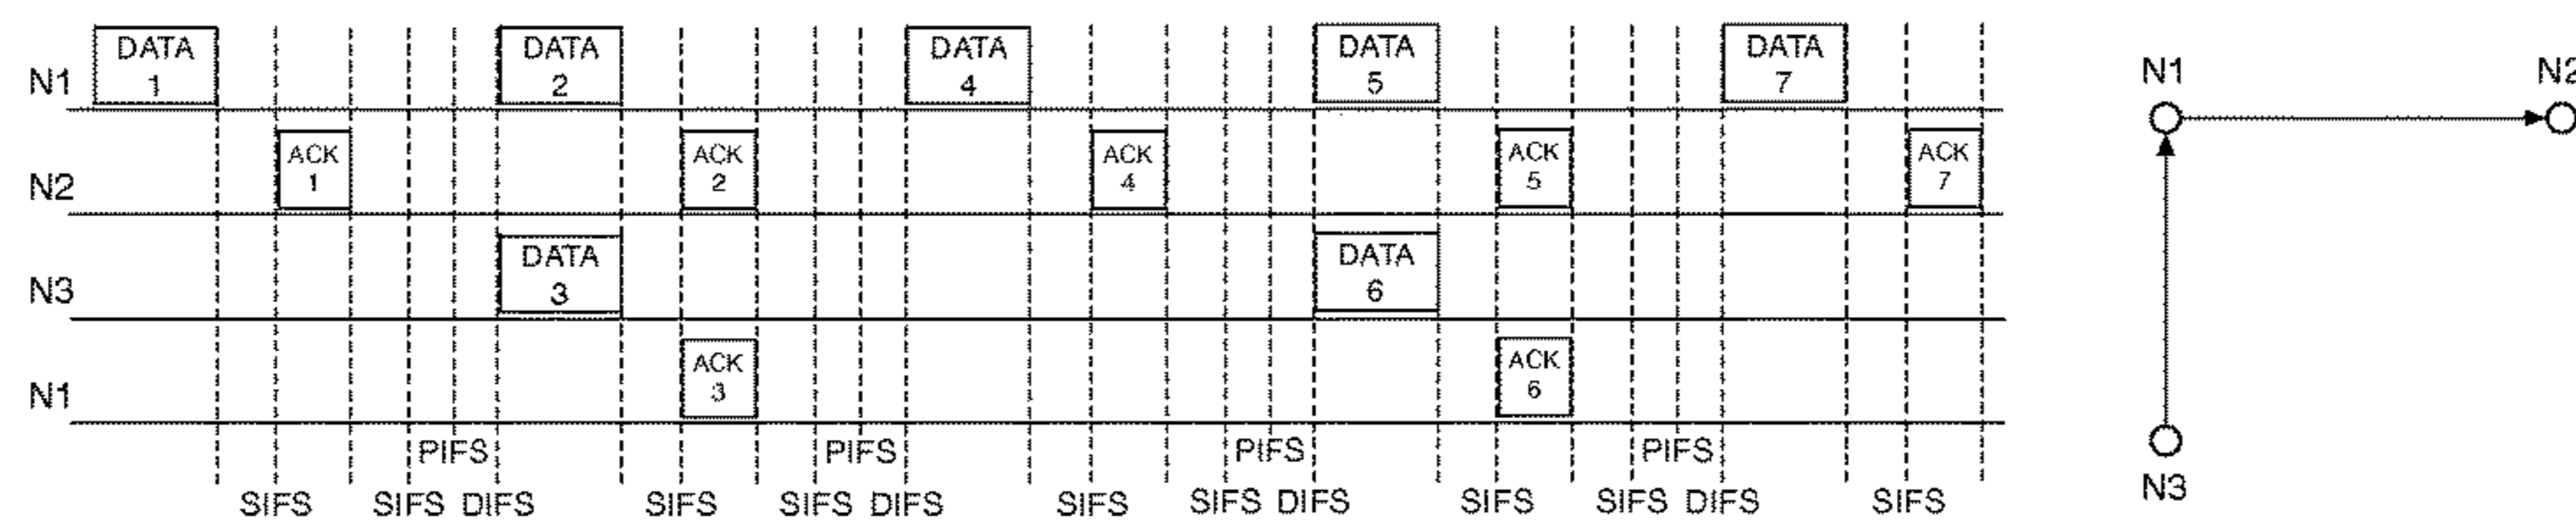 N1 DATA 1 DATA 2 DATA 4 DATA 5 DATA 7
N2 ACK 1 ACK 2 ACK 4 ACK 5 ACK 7
N3 DATA 3 DATA 6
N1 ACK 3 ACK 6
PIFS PIFS PIFS PIFS
SIFS SIFS DIFS SIFS SIFS DIFS SIFS SIFS DIFS SIFS SIFS DIFS SIFS
N1 N2
N3